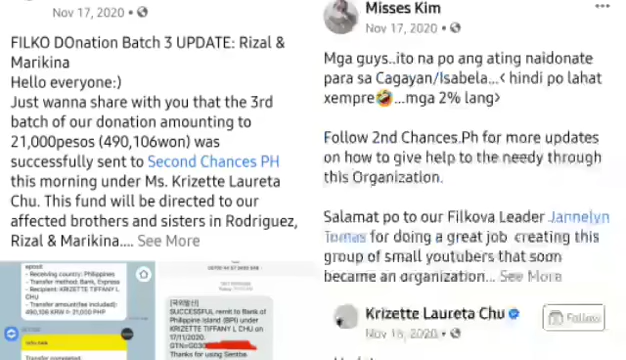 Nov 17, 2020 •
FILKO DOnation Batch 3 UPDATE: Rizal &
Marikina
Hello everyone:)
Just wanna share with you that the 3rd
batch of our donation amounting to
21,000pesos (490,106won) was
successfully sent to Second Chances PH
this morning under Ms. Krizette Laureta
Chu. This fund will be directed to our
affected brothers and sisters in Rodriguez,
Rizal & Marikina.... See More
- Receiving country: Philippines
- Transfer method: Bank, Express
- Recipient: KRIZETTE TIFFANY L
CHU
- Transfer amount(fee included):
490,106 KRW = 21,000 PHP
Transfer completed
[국외발신]
SUCCESSFUL remit to Bank of
Philippine Island (BPI) under
KRIZETTE TIFFANY L CHU on
17/11/2020.
Thanks for using Sentbe
Misses Kim
Nov 17, 2020 •
Mga guys..ito na po ang ating naidonate
para sa Cagayan/Isabela...< hindi po lahat
xempre🤣...mga 2% lang>
Follow 2nd Chances.Ph for more updates
on how to give help to the needy through
this Organization.
Salamat po to our Filkova Leader Jannelyn
Tomas for doing a great job creating this
group of small youtubers that soon
became an organization... See More
Krizette Laureta Chu
Follow
Nov 18, 2020 •